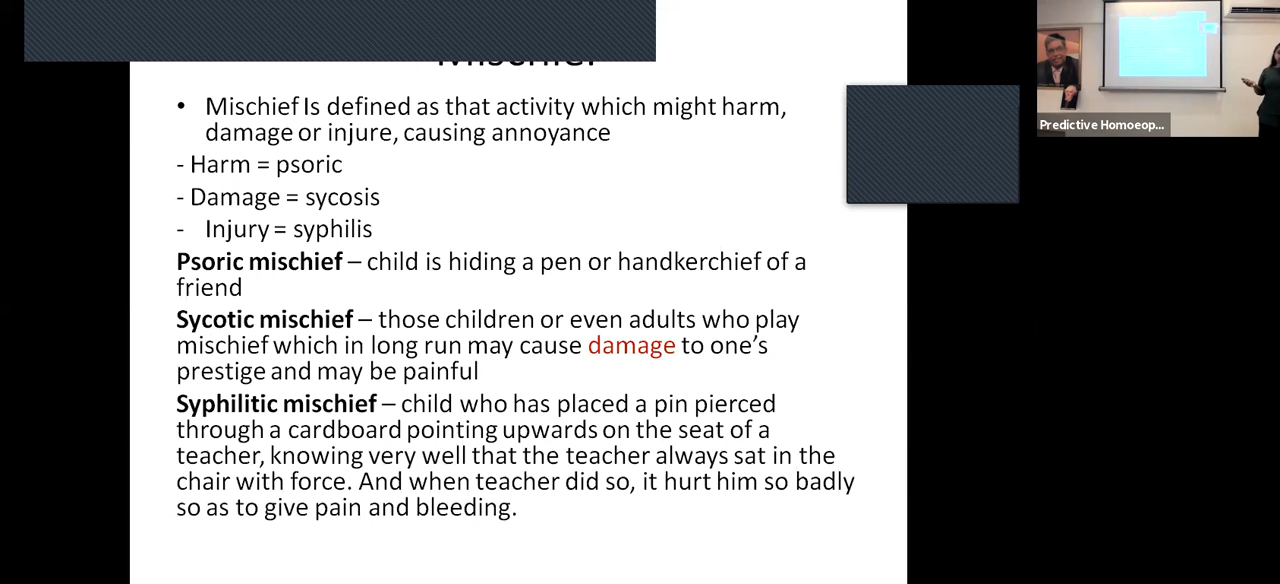 Mischief
• Mischief Is defined as that activity which might harm,
damage or injure, causing annoyance
- Harm = psoric
- Damage = sycosis
- Injury = syphilis
Psoric mischief – child is hiding a pen or handkerchief of a
friend
Sycotic mischief – those children or even adults who play
mischief which in long run may cause damage to one’s
prestige and may be painful
Syphilitic mischief – child who has placed a pin pierced
through a cardboard pointing upwards on the seat of a
teacher, knowing very well that the teacher always sat in the
chair with force. And when teacher did so, it hurt him so badly
so as to give pain and bleeding.
Predictive Homoeop...